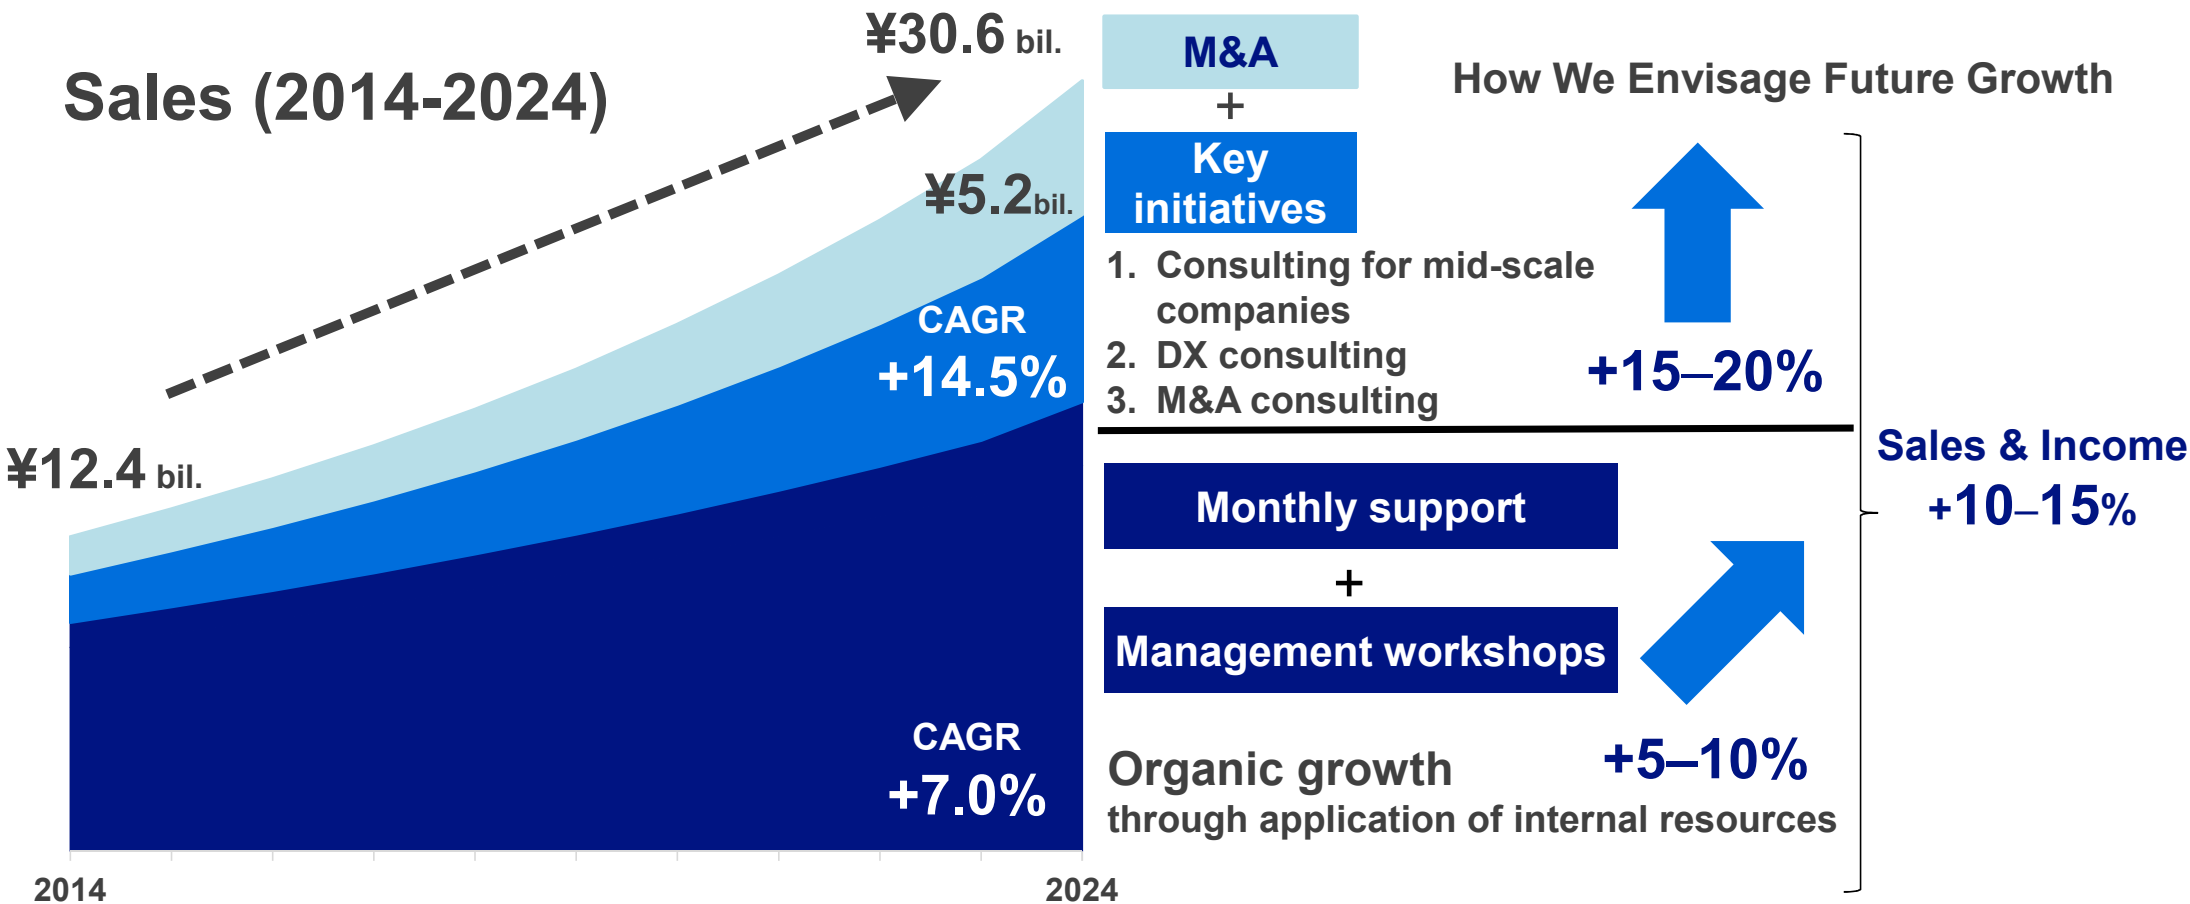 Sales (2014-2024)
¥30.6 bil.
¥5.2bil.
¥12.4 bil.
CAGR
+14.5%
CAGR
+7.0%
2014
2024
M&A
+
Key
initiatives
1. Consulting for mid-scale
companies
2. DX consulting
3. M&A consulting
How We Envisage Future Growth
+15–20%
Monthly support
+
Management workshops
Organic growth
through application of internal resources
+5–10%
Sales & Income
+10–15%